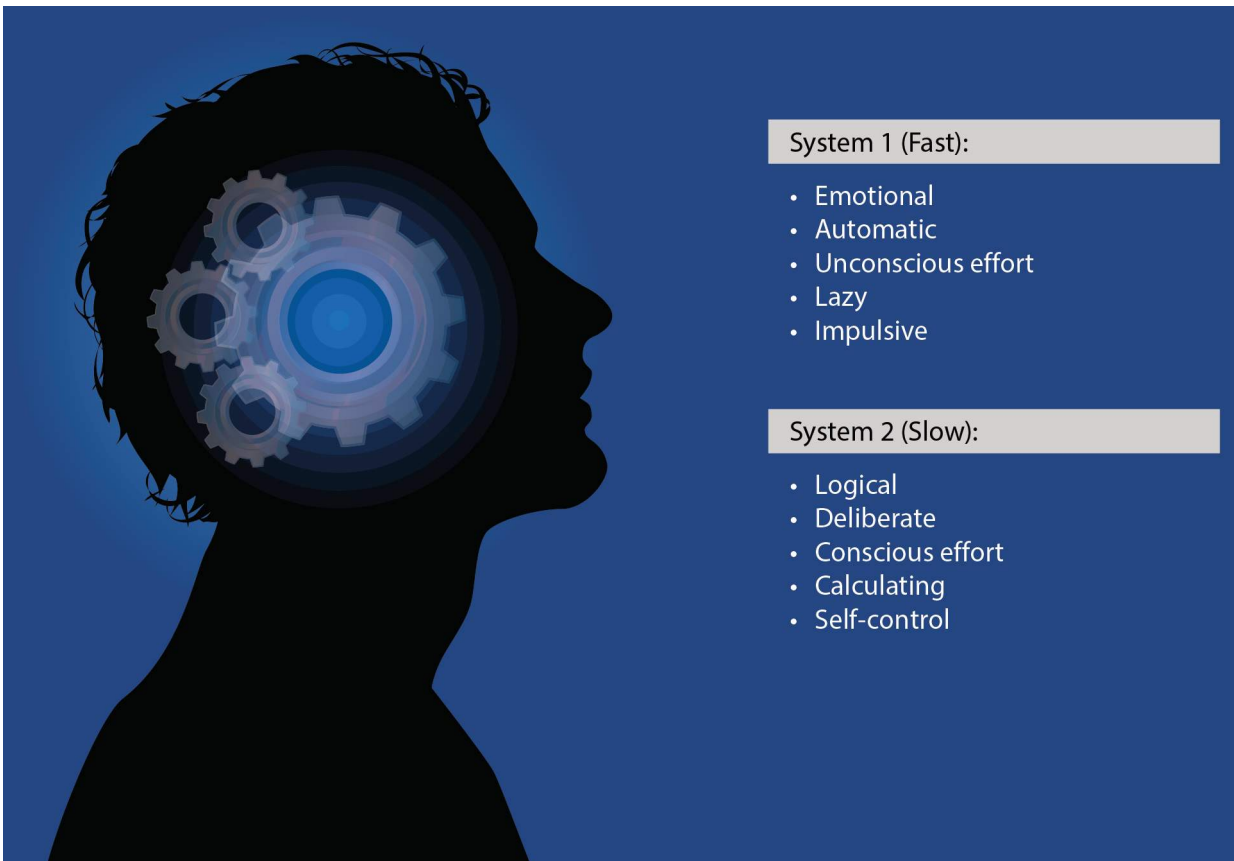 System 1 (Fast):
• Emotional
• Automatic
• Unconscious effort
• Lazy
• Impulsive
System 2 (Slow):
• Logical
• Deliberate
• Conscious effort
• Calculating
• Self-control